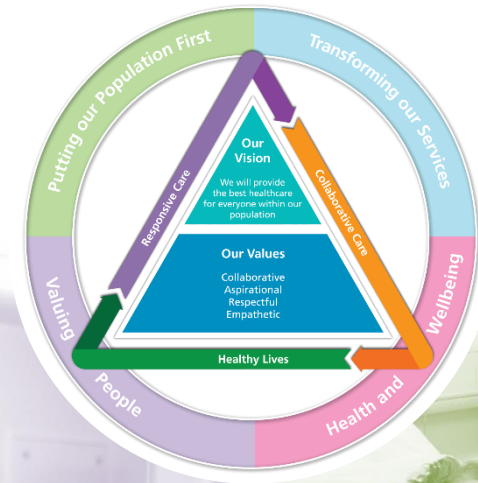 Putting our Population First
Transforming our Services
Responsive Care
Collaborative Care
Our
Vision
We will provide
the best healthcare
for everyone within our
population
Our Values
Collaborative
Aspirational
Respectful
Empathetic
Healthy Lives
Valuing
People
Health and
Wellbeing